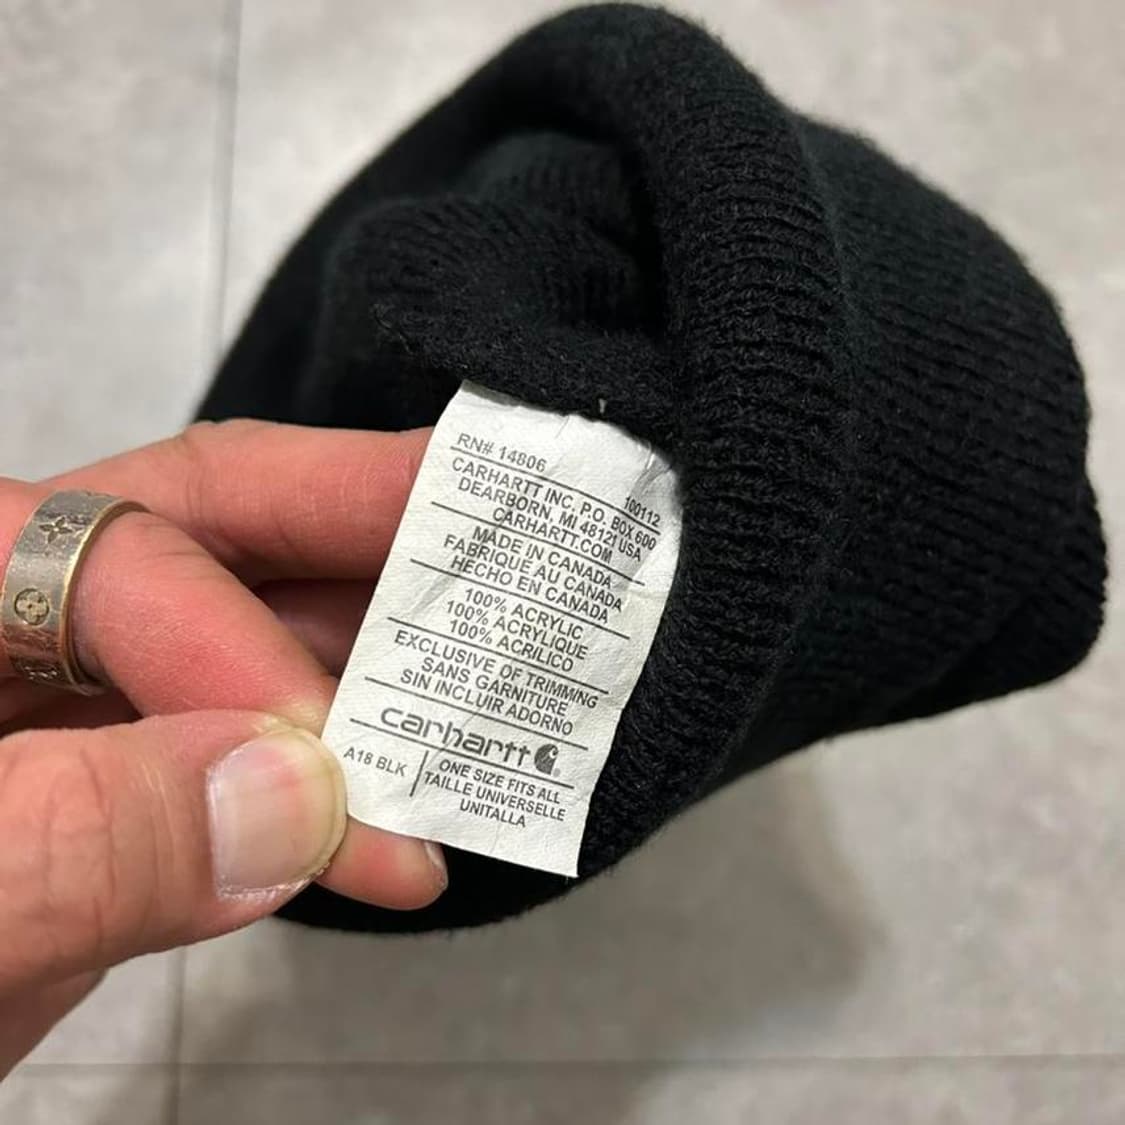 RN# 14806
100112
CARHARTT INC, P.O. BOX 600
DEARBORN, MI 48121 USA
CARHARTT.COM
MADE IN CANADA
FABRIQUÉ AU CANADA
HECHO EN CANADA
100% ACRYLIC
100% ACRYLIQUE
100% ACRÍLICO
EXCLUSIVE OF TRIMMING
SANS GARNITURE
SIN INCLUIR ADORNO
carhartt
A18 BLK
ONE SIZE FITS ALL
TAILLE UNIVERSELLE
UNITALLA